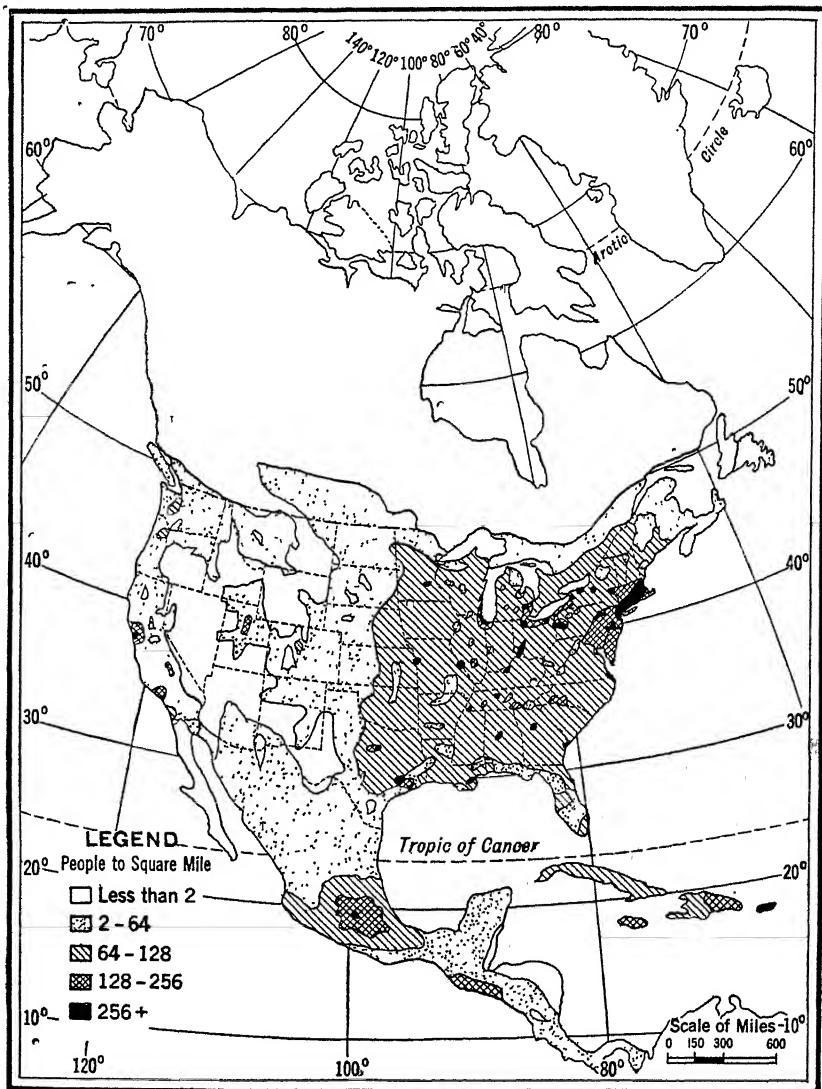 70° 80° 140° 120° 100° 80° 60° 40° 80° 70°
Circle
60° 60°
Arctic
50° 50°
40° 40°
30° 30°
LEGEND
People to Square Mile
Less than 2
2-64
64-128
128-256
256+
Tropic of Cancer
20° 20°
10° Scale of Miles 10°
0 150 300 600
120° 100° 80°